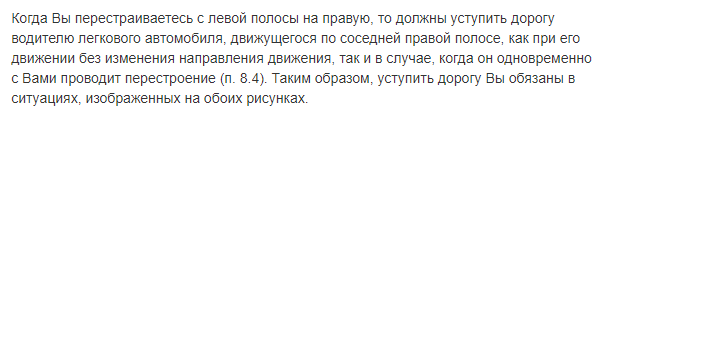 Когда Вы перестраиваетесь с левой полосы на правую, то должны уступить дорогу
водителю легкового автомобиля, движущегося по соседней правой полосе, как при его
движении без изменения направления движения, так и в случае, когда он одновременно
с Вами проводит перестроение (п. 8.4). Таким образом, уступить дорогу Вы обязаны в
ситуациях, изображенных на обоих рисунках.